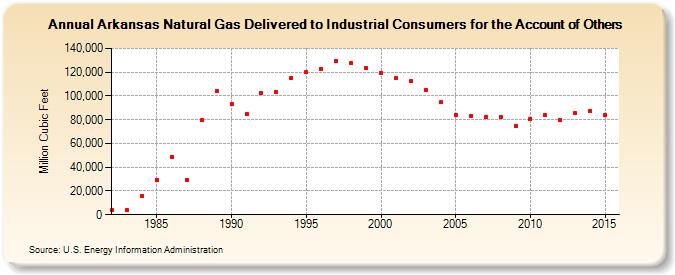 Annual Arkansas Natural Gas Delivered to Industrial Consumers for the Account of Others
Million Cubic Feet
140,000
120,000
100,000
80,000
60,000
40,000
20,000
0
1985 1990 1995 2000 2005 2010 2015
Source: U.S. Energy Information Administration